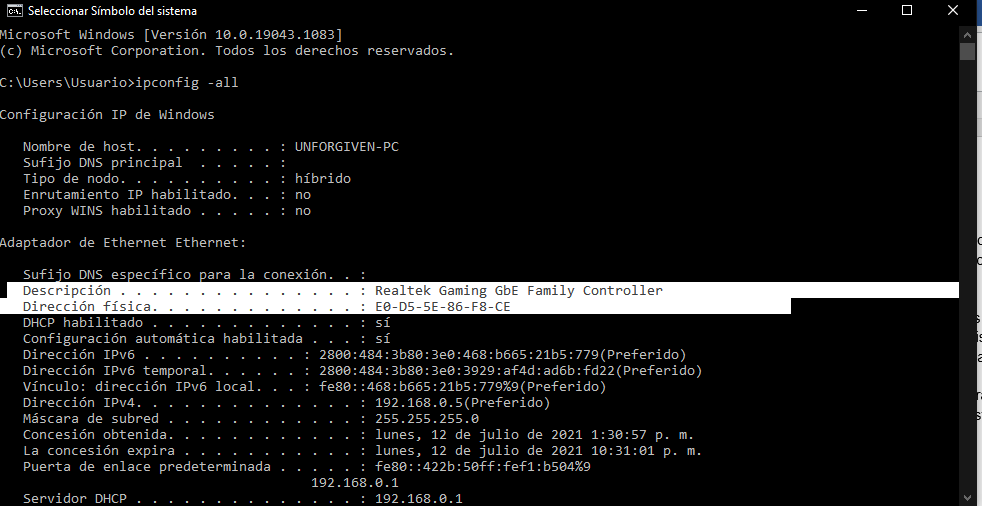 Seleccionar Símbolo del sistema
Microsoft Windows [Versión 10.0.19043.1083]
(c) Microsoft Corporation. Todos los derechos reservados.
C:\Users\Usuario>ipconfig -all
Configuración IP de Windows
Nombre de host. . . . . . . . . : UNFORGIVEN-PC
Sufijo DNS principal  . . . . . :
Tipo de nodo. . . . . . . . . . : híbrido
Enrutamiento IP habilitado. . . : no
Proxy WINS habilitado . . . . . : no
Adaptador de Ethernet Ethernet:
Sufijo DNS específico para la conexión. . :
Descripción . . . . . . . . . . . . . . . : Realtek Gaming GbE Family Controller
Dirección física. . . . . . . . . . . . . : E0-D5-5E-86-F8-CE
DHCP habilitado . . . . . . . . . . . . . : sí
Configuración automática habilitada . . . : sí
Dirección IPv6 . . . . . . . . . . : 2800:484:3b80:3e0:468:b665:21b5:779(Preferido)
Dirección IPv6 temporal. . . . . . : 2800:484:3b80:3e0:3929:af4d:ad6b:fd22(Preferido)
Vínculo: dirección IPv6 local. . . : fe80::468:b665:21b5:779%9(Preferido)
Dirección IPv4. . . . . . . . . . . . . . : 192.168.0.5(Preferido)
Máscara de subred . . . . . . . . . . . . : 255.255.255.0
Concesión obtenida. . . . . . . . . . . . : lunes, 12 de julio de 2021 1:30:57 p. m.
La concesión expira . . . . . . . . . . . : lunes, 12 de julio de 2021 10:31:01 p. m.
Puerta de enlace predeterminada . . . . . : fe80::422b:50ff:fef1:b504%9
192.168.0.1
Servidor DHCP . . . . . . . . . . . . . . : 192.168.0.1